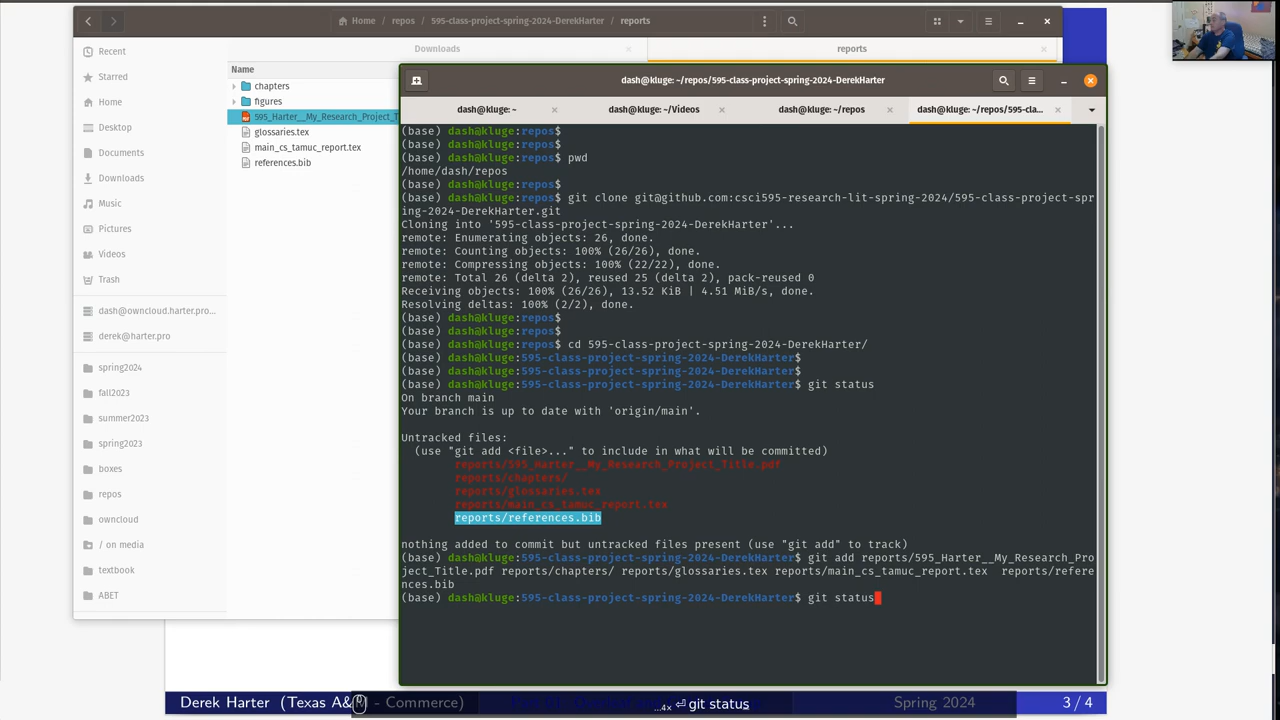 Home / repos / 595-class-project-spring-2024-DerekHarter / reports
Downloads
reports
Recent
Starred
Home
Desktop
Documents
Downloads
Music
Pictures
Videos
Trash
dash@owncloud.harter.pro...
derek@harter.pro
spring2024
fall2023
summer2023
spring2023
boxes
repos
owncloud
/ on media
textbook
ABET
Name
chapters
figures
595_Harter__My_Research_Project_T
glossaries.tex
main_cs_tamuc_report.tex
references.bib
dash@kluge: ~/repos/595-class-project-spring-2024-DerekHarter
dash@kluge: ~
dash@kluge: ~/Videos
dash@kluge: ~/repos
dash@kluge: ~/repos/595-cla...
(base) dash@kluge:repos$
(base) dash@kluge:repos$
(base) dash@kluge:repos$ pwd
/home/dash/repos
(base) dash@kluge:repos$
(base) dash@kluge:repos$ git clone git@github.com:csci595-research-lit-spring-2024/595-class-project-spr
ing-2024-DerekHarter.git
Cloning into '595-class-project-spring-2024-DerekHarter'...
remote: Enumerating objects: 26, done.
remote: Counting objects: 100% (26/26), done.
remote: Compressing objects: 100% (22/22), done.
remote: Total 26 (delta 2), reused 25 (delta 2), pack-reused 0
Receiving objects: 100% (26/26), 13.52 KiB | 4.51 MiB/s, done.
Resolving deltas: 100% (2/2), done.
(base) dash@kluge:repos$
(base) dash@kluge:repos$
(base) dash@kluge:repos$ cd 595-class-project-spring-2024-DerekHarter/
(base) dash@kluge:595-class-project-spring-2024-DerekHarter$
(base) dash@kluge:595-class-project-spring-2024-DerekHarter$
(base) dash@kluge:595-class-project-spring-2024-DerekHarter$ git status
On branch main
Your branch is up to date with 'origin/main'.
Untracked files:
(use "git add <file>..." to include in what will be committed)
reports/595_Harter__My_Research_Project_Title.pdf
reports/chapters/
reports/glossaries.tex
reports/main_cs_tamuc_report.tex
reports/references.bib
nothing added to commit but untracked files present (use "git add" to track)
(base) dash@kluge:595-class-project-spring-2024-DerekHarter$ git add reports/595_Harter__My_Research_Pro
ject_Title.pdf reports/chapters/ reports/glossaries.tex reports/main_cs_tamuc_report.tex  reports/refere
nces.bib
(base) dash@kluge:595-class-project-spring-2024-DerekHarter$ git status
Derek Harter (Texas A&M - Commerce)
Spring 2024
3 / 4
...4x ⏎ git status